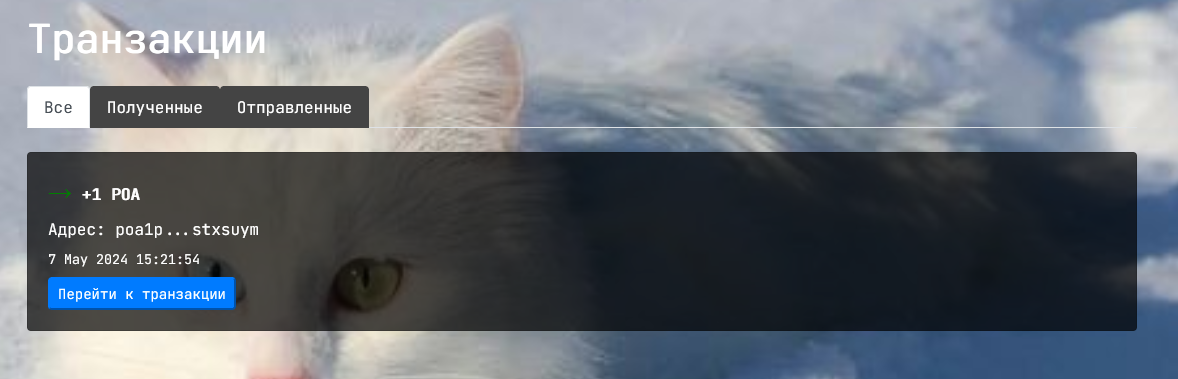 Транзакции
Все Полученные Отправленные
+1 POA
Адрес: poa1p...stxsuym
7 May 2024 15:21:54
Перейти к транзакции